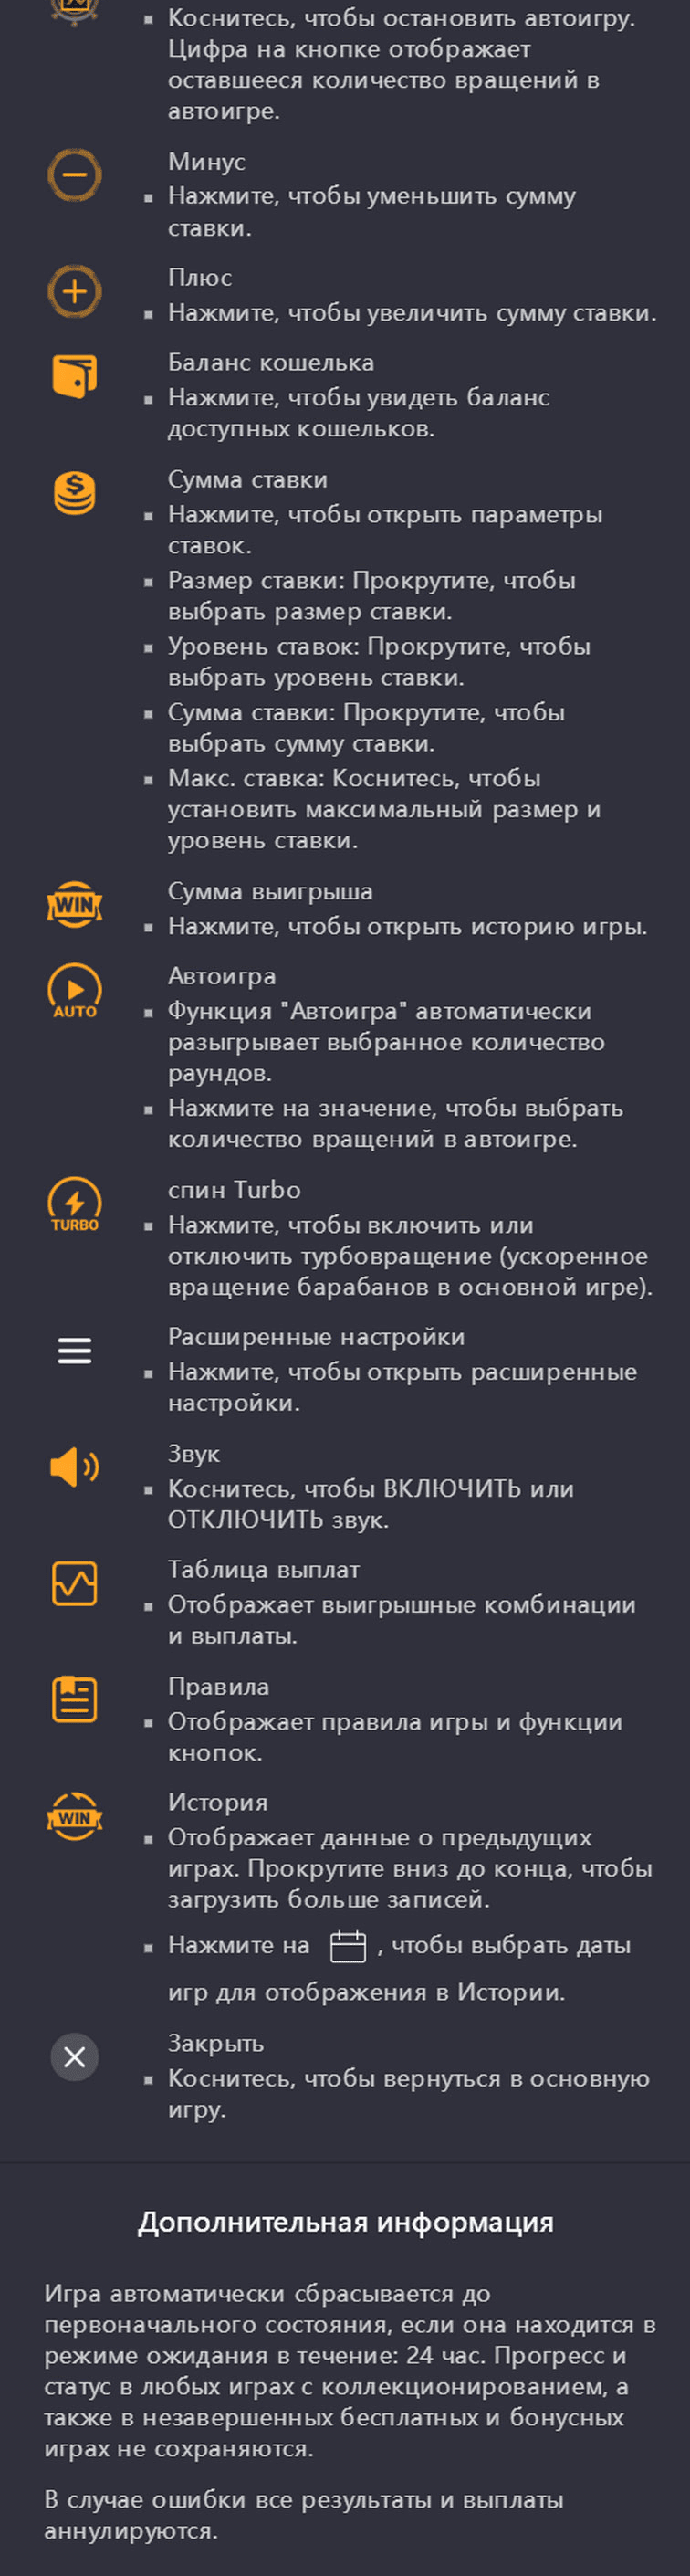 Коснитесь, чтобы остановить автоигру.
Цифра на кнопке отображает
оставшееся количество вращений в
автоигре.
Минус
Нажмите, чтобы уменьшить сумму
ставки.
Плюс
Нажмите, чтобы увеличить сумму ставки.
Баланс кошелька
Нажмите, чтобы увидеть баланс
доступных кошельков.
Сумма ставки
Нажмите, чтобы открыть параметры
ставок.
Размер ставки: Прокрутите, чтобы
выбрать размер ставки.
Уровень ставок: Прокрутите, чтобы
выбрать уровень ставки.
Сумма ставки: Прокрутите, чтобы
выбрать сумму ставки.
Макс. ставка: Коснитесь, чтобы
установить максимальный размер и
уровень ставки.
WIN
Сумма выигрыша
Нажмите, чтобы открыть историю игры.
AUTO
Автоигра
Функция "Автоигра" автоматически
разыгрывает выбранное количество
раундов.
Нажмите на значение, чтобы выбрать
количество вращений в автоигре.
TURBO
спин Turbo
Нажмите, чтобы включить или
отключить турбовращение (ускоренное
вращение барабанов в основной игре).
Расширенные настройки
Нажмите, чтобы открыть расширенные
настройки.
Звук
Коснитесь, чтобы ВКЛЮЧИТЬ или
ОТКЛЮЧИТЬ звук.
Таблица выплат
Отображает выигрышные комбинации
и выплаты.
Правила
Отображает правила игры и функции
кнопок.
WIN
История
Отображает данные о предыдущих
играх. Прокрутите вниз до конца, чтобы
загрузить больше записей.
Нажмите на , чтобы выбрать даты
игр для отображения в Истории.
Закрыть
Коснитесь, чтобы вернуться в основную
игру.
Дополнительная информация
Игра автоматически сбрасывается до
первоначального состояния, если она находится в
режиме ожидания в течение: 24 час. Прогресс и
статус в любых играх с коллекционированием, а
также в незавершенных бесплатных и бонусных
играх не сохраняются.
В случае ошибки все результаты и выплаты
аннулируются.